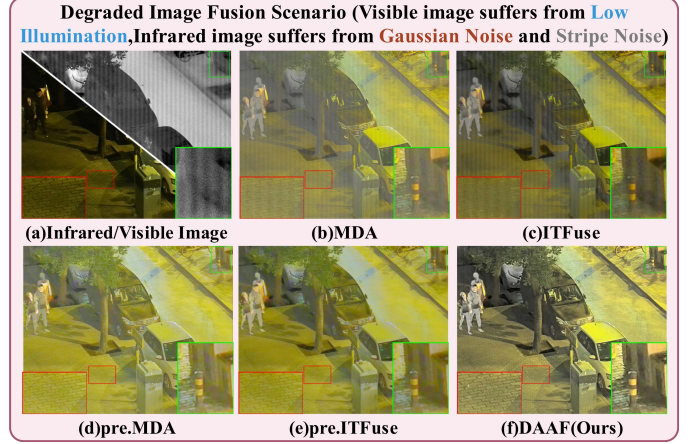 Degraded Image Fusion Scenario (Visible image suffers from Low
Illumination,Infrared image suffers from Gaussian Noise and Stripe Noise)
(a)Infrared/Visible Image
(b)MDA
(c)ITFuse
(d)pre.MDA
(e)pre.ITFuse
(f)DAAF(Ours)